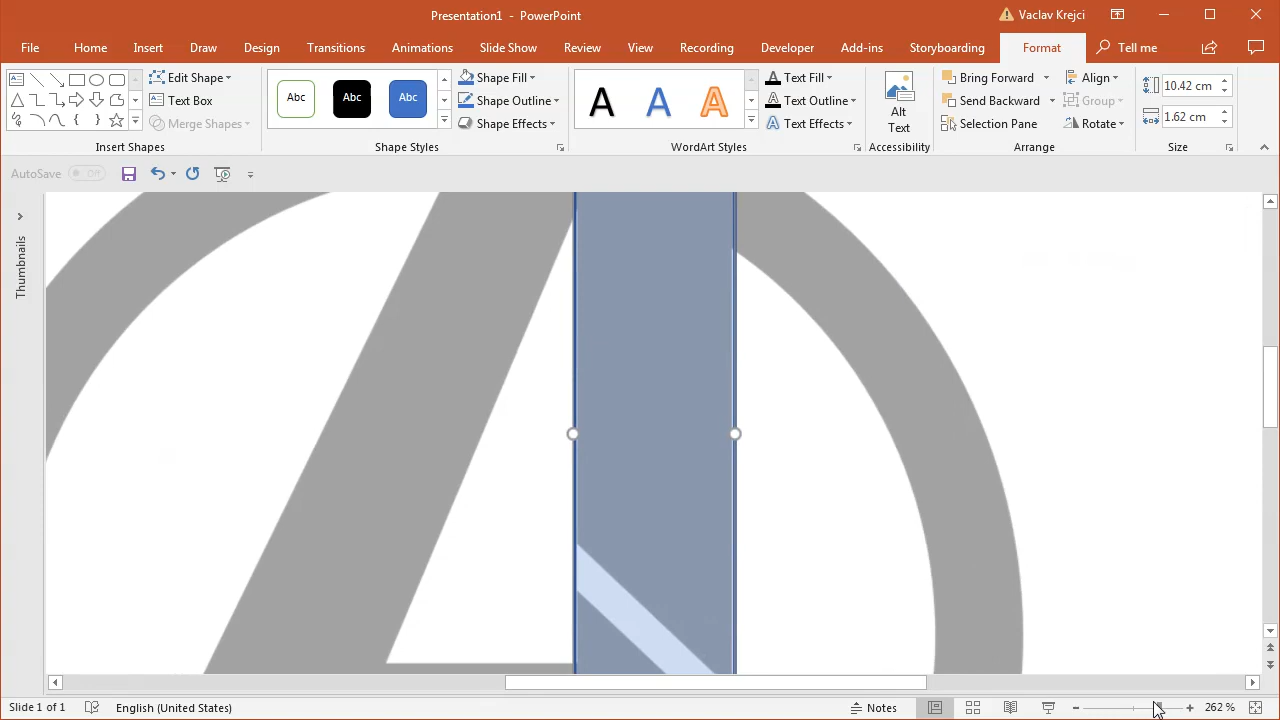 Presentation1 - PowerPoint
Vaclav Krejci
File Home Insert Draw Design Transitions Animations Slide Show Review View Recording Developer Add-ins Storyboarding Format Tell me
Edit Shape
Text Box
Merge Shapes
Insert Shapes
Abc Abc Abc
Shape Fill
Shape Outline
Shape Effects
Shape Styles
A A A
Text Fill
Text Outline
Text Effects
WordArt Styles
Alt
Text
Accessibility
Bring Forward
Send Backward
Selection Pane
Align
Group
Rotate
Arrange
10.42 cm
1.62 cm
Size
AutoSave Off
Thumbnails
Slide 1 of 1 English (United States) Notes 262 %